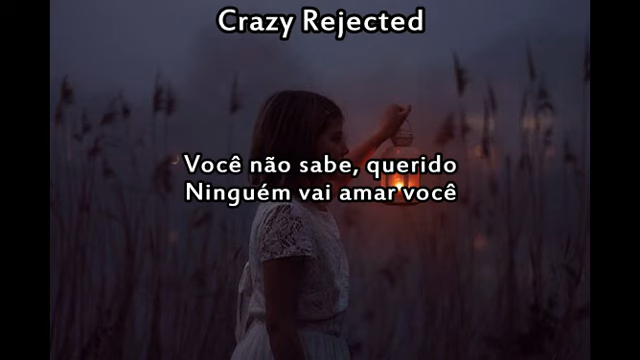 Crazy Rejected
Você não sabe, querido
Ninguém vai amar você